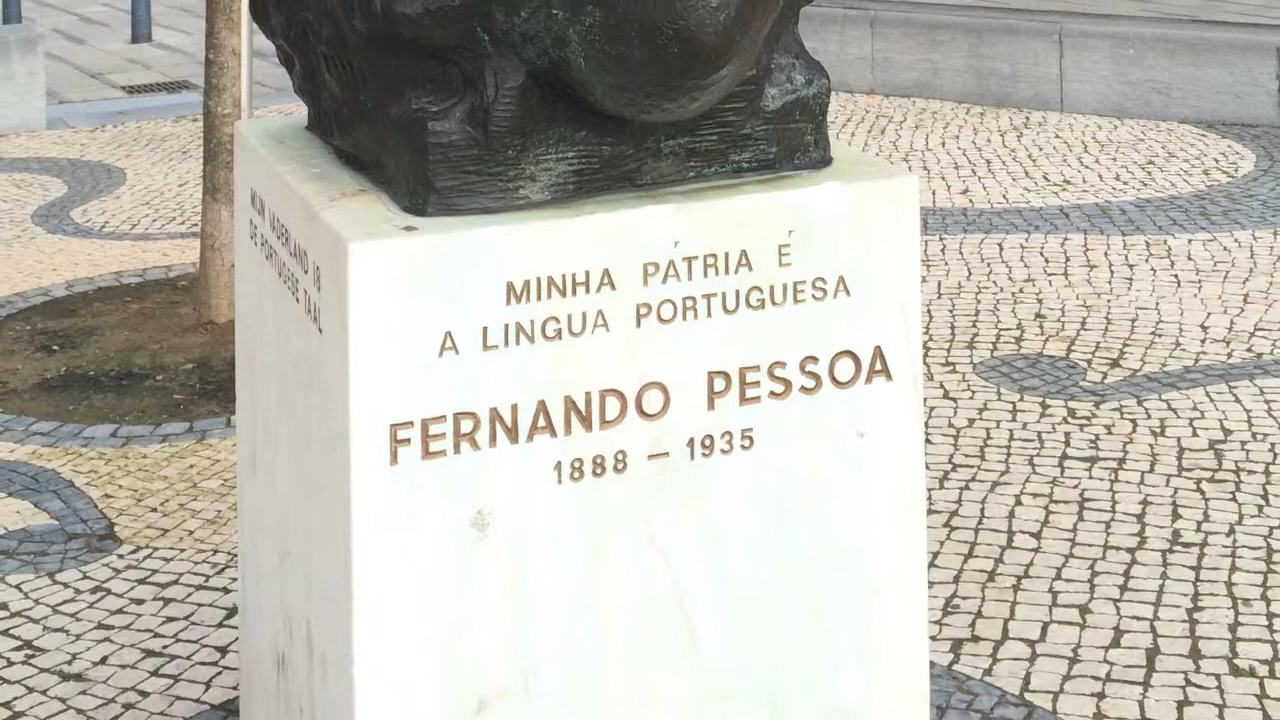 MINHA PÁTRIA É
A LINGUA PORTUGUESA
FERNANDO PESSOA
1888 — 1935
MIJN VADERLAND IS
DE PORTUGESE TAAL